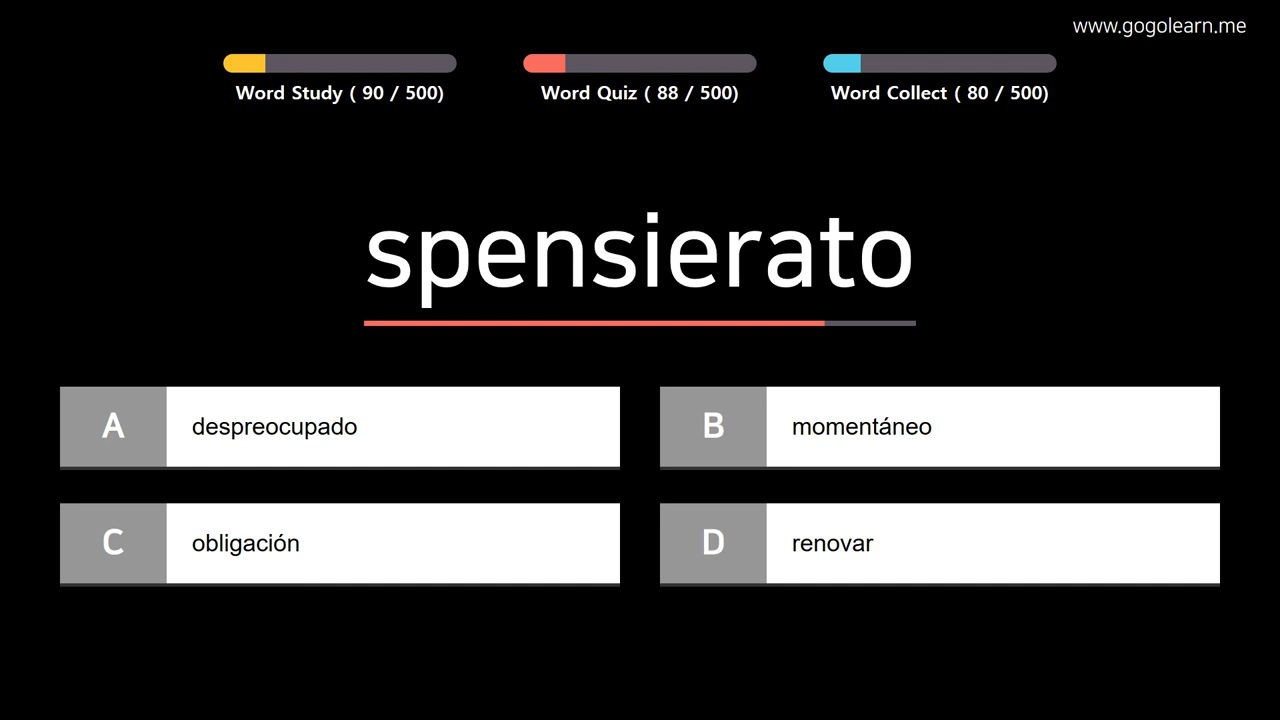 www.gogolearn.me
Word Study ( 90 / 500)
Word Quiz ( 88 / 500)
Word Collect ( 80 / 500)
spensierato
A despreocupado
B momentáneo
C obligación
D renovar